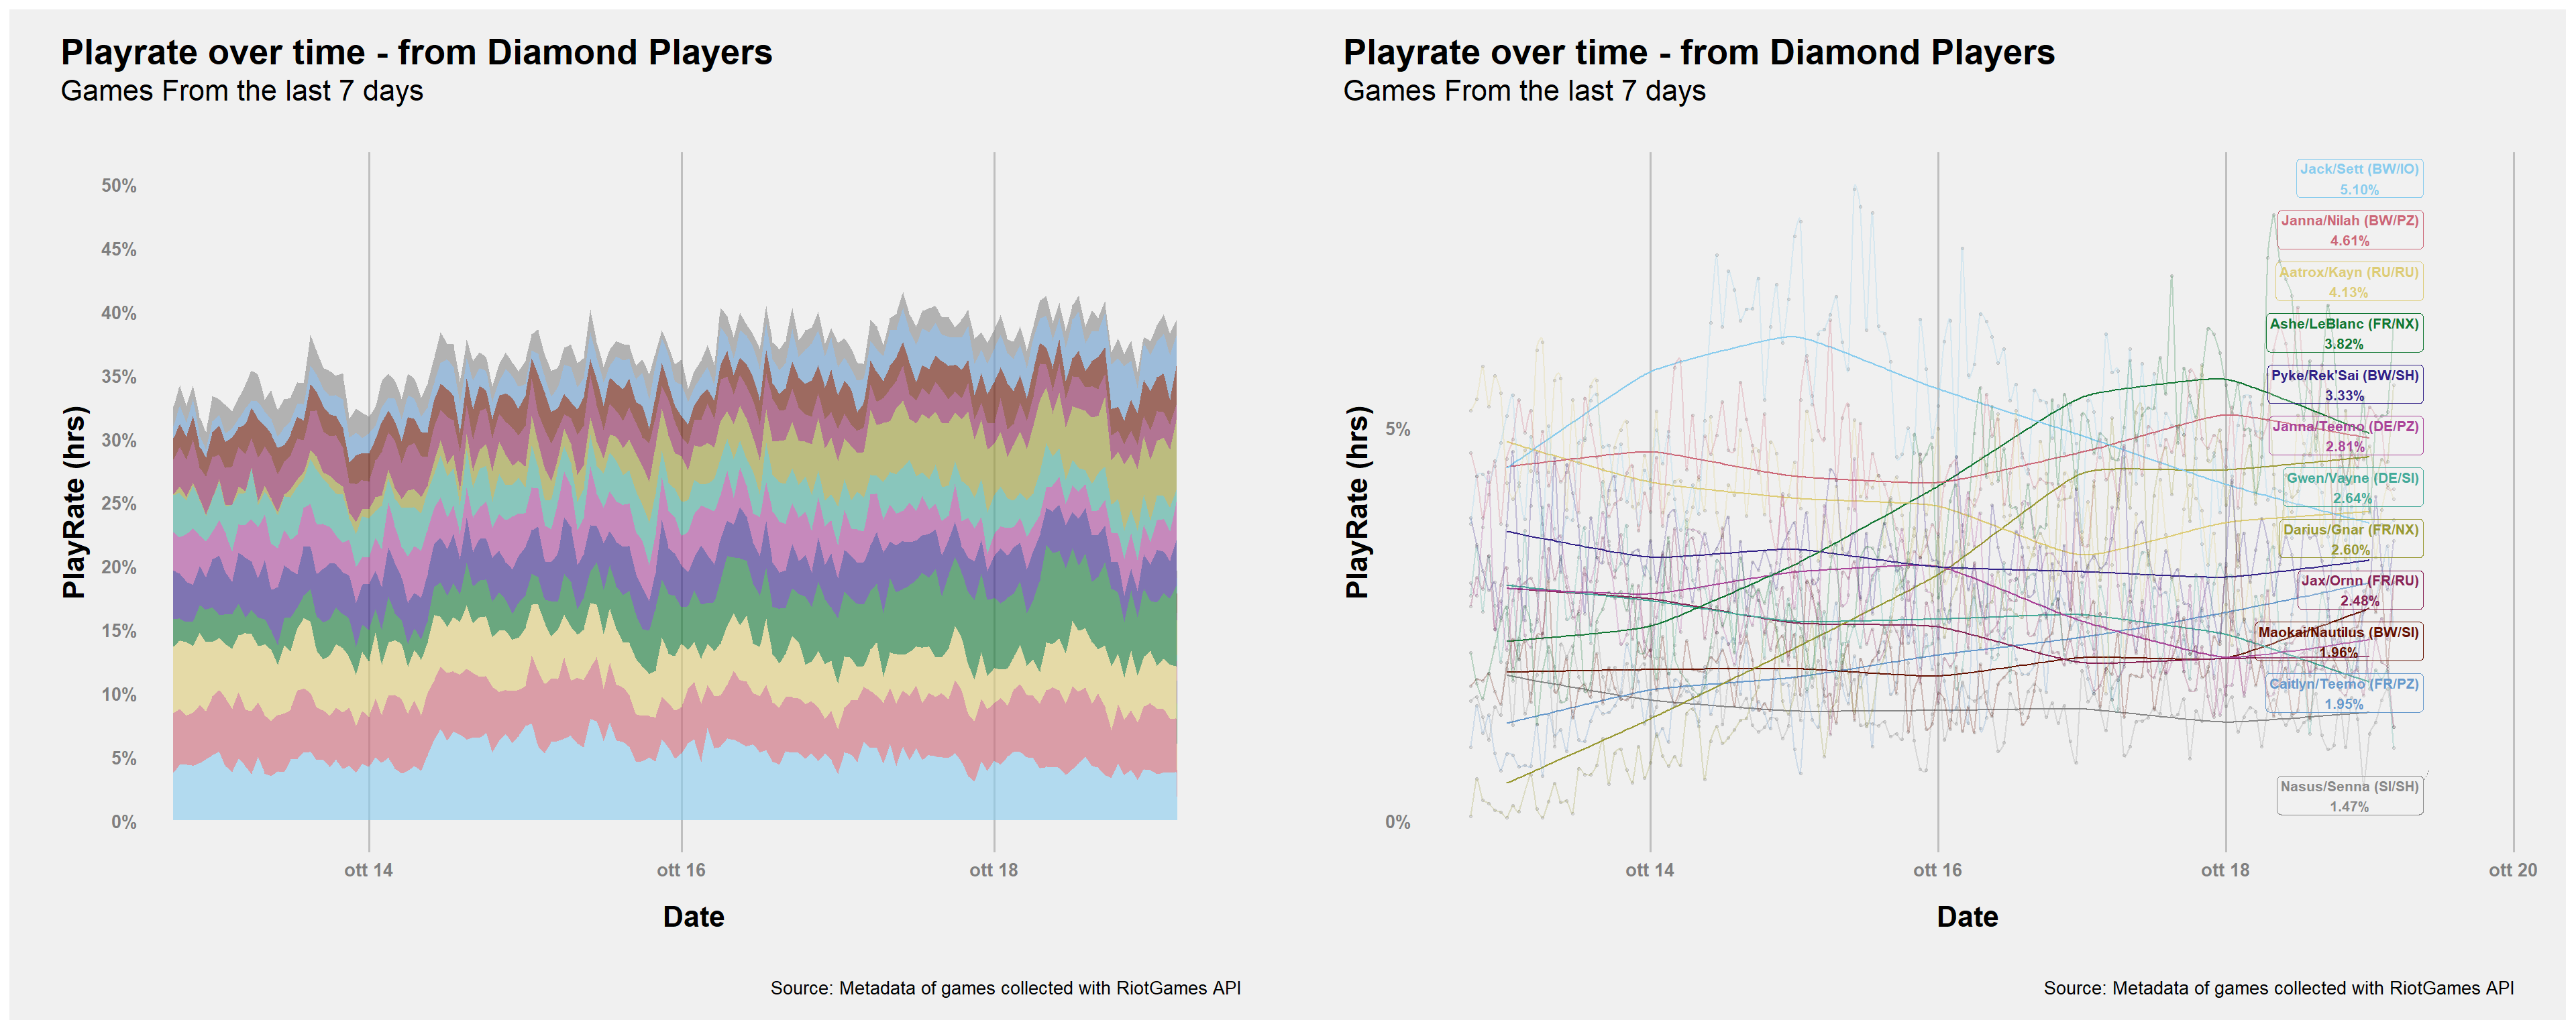 Playrate over time - from Diamond Players
Games From the last 7 days
50%
45%
40%
35%
30%
25%
20%
15%
10%
5%
0%
PlayRate (hrs)
ott 14
ott 16
ott 18
Date
Source: Metadata of games collected with RiotGames API
Playrate over time - from Diamond Players
Games From the last 7 days
5%
0%
PlayRate (hrs)
Jack/Sett (BW/IO)
5.10%
Janna/Nilah (BW/PZ)
4.61%
Aatrox/Kayn (RU/RU)
4.13%
Ashe/LeBlanc (FR/NX)
3.82%
Pyke/Rek'Sai (BW/SH)
3.33%
Janna/Teemo (DE/PZ)
2.81%
Gwen/Vayne (DE/SI)
2.64%
Darius/Gnar (FR/NX)
2.60%
Jax/Ornn (FR/RU)
2.48%
Maokai/Nautilus (BW/SI)
1.96%
Caitlyn/Teemo (FR/PZ)
1.95%
Nasus/Senna (SI/SH)
1.47%
ott 14
ott 16
ott 18
ott 20
Date
Source: Metadata of games collected with RiotGames API